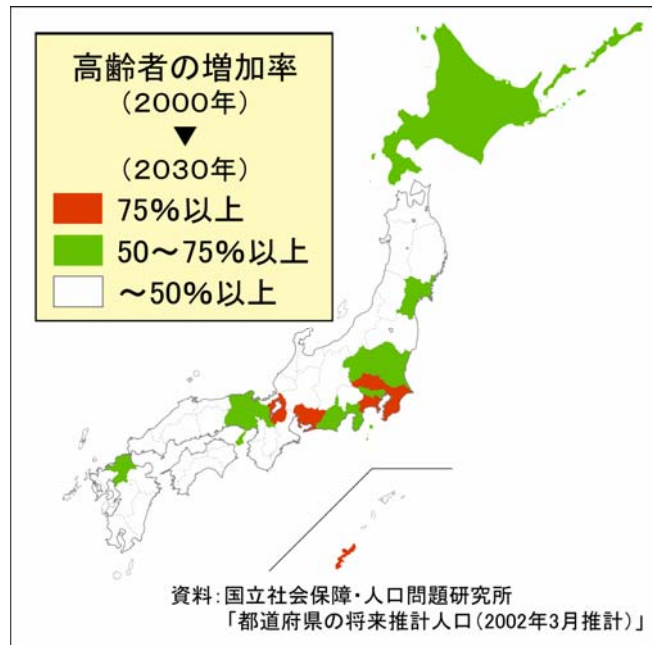 高齢者の増加率
（2000年）
▼
（2030年）
75%以上
50～75%以上
～50%以上
資料：国立社会保障・人口問題研究所
「都道府県の将来推計人口（2002年3月推計）」